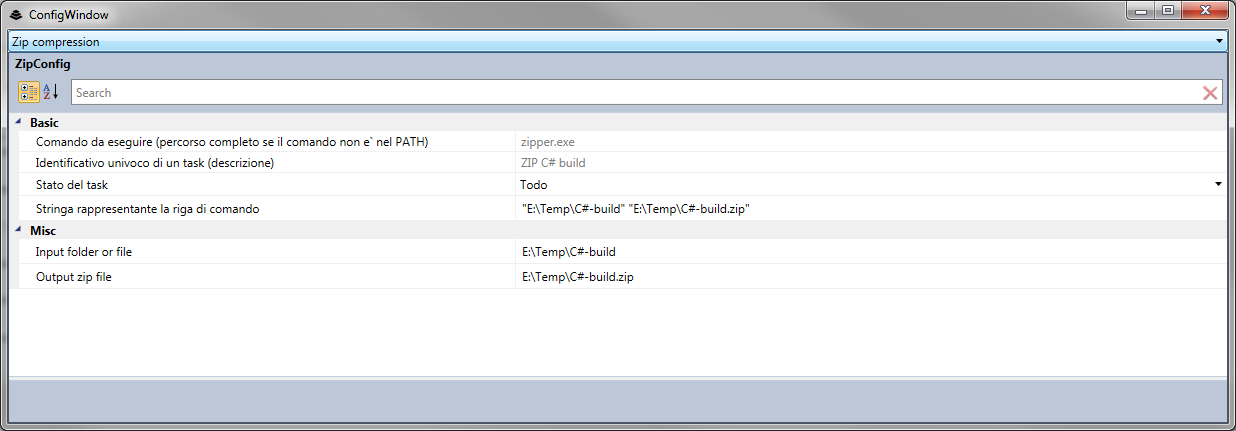 ConfigWindow
Zip compression
ZipConfig
A Z Search
Basic
Comando da eseguire (percorso completo se il comando non e` nel PATH) zipper.exe
Identificativo univoco di un task (descrizione) ZIP C# build
Stato del task Todo
Stringa rappresentante la riga di comando "E:\Temp\C#-build" "E:\Temp\C#-build.zip"
Misc
Input folder or file E:\Temp\C#-build
Output zip file E:\Temp\C#-build.zip